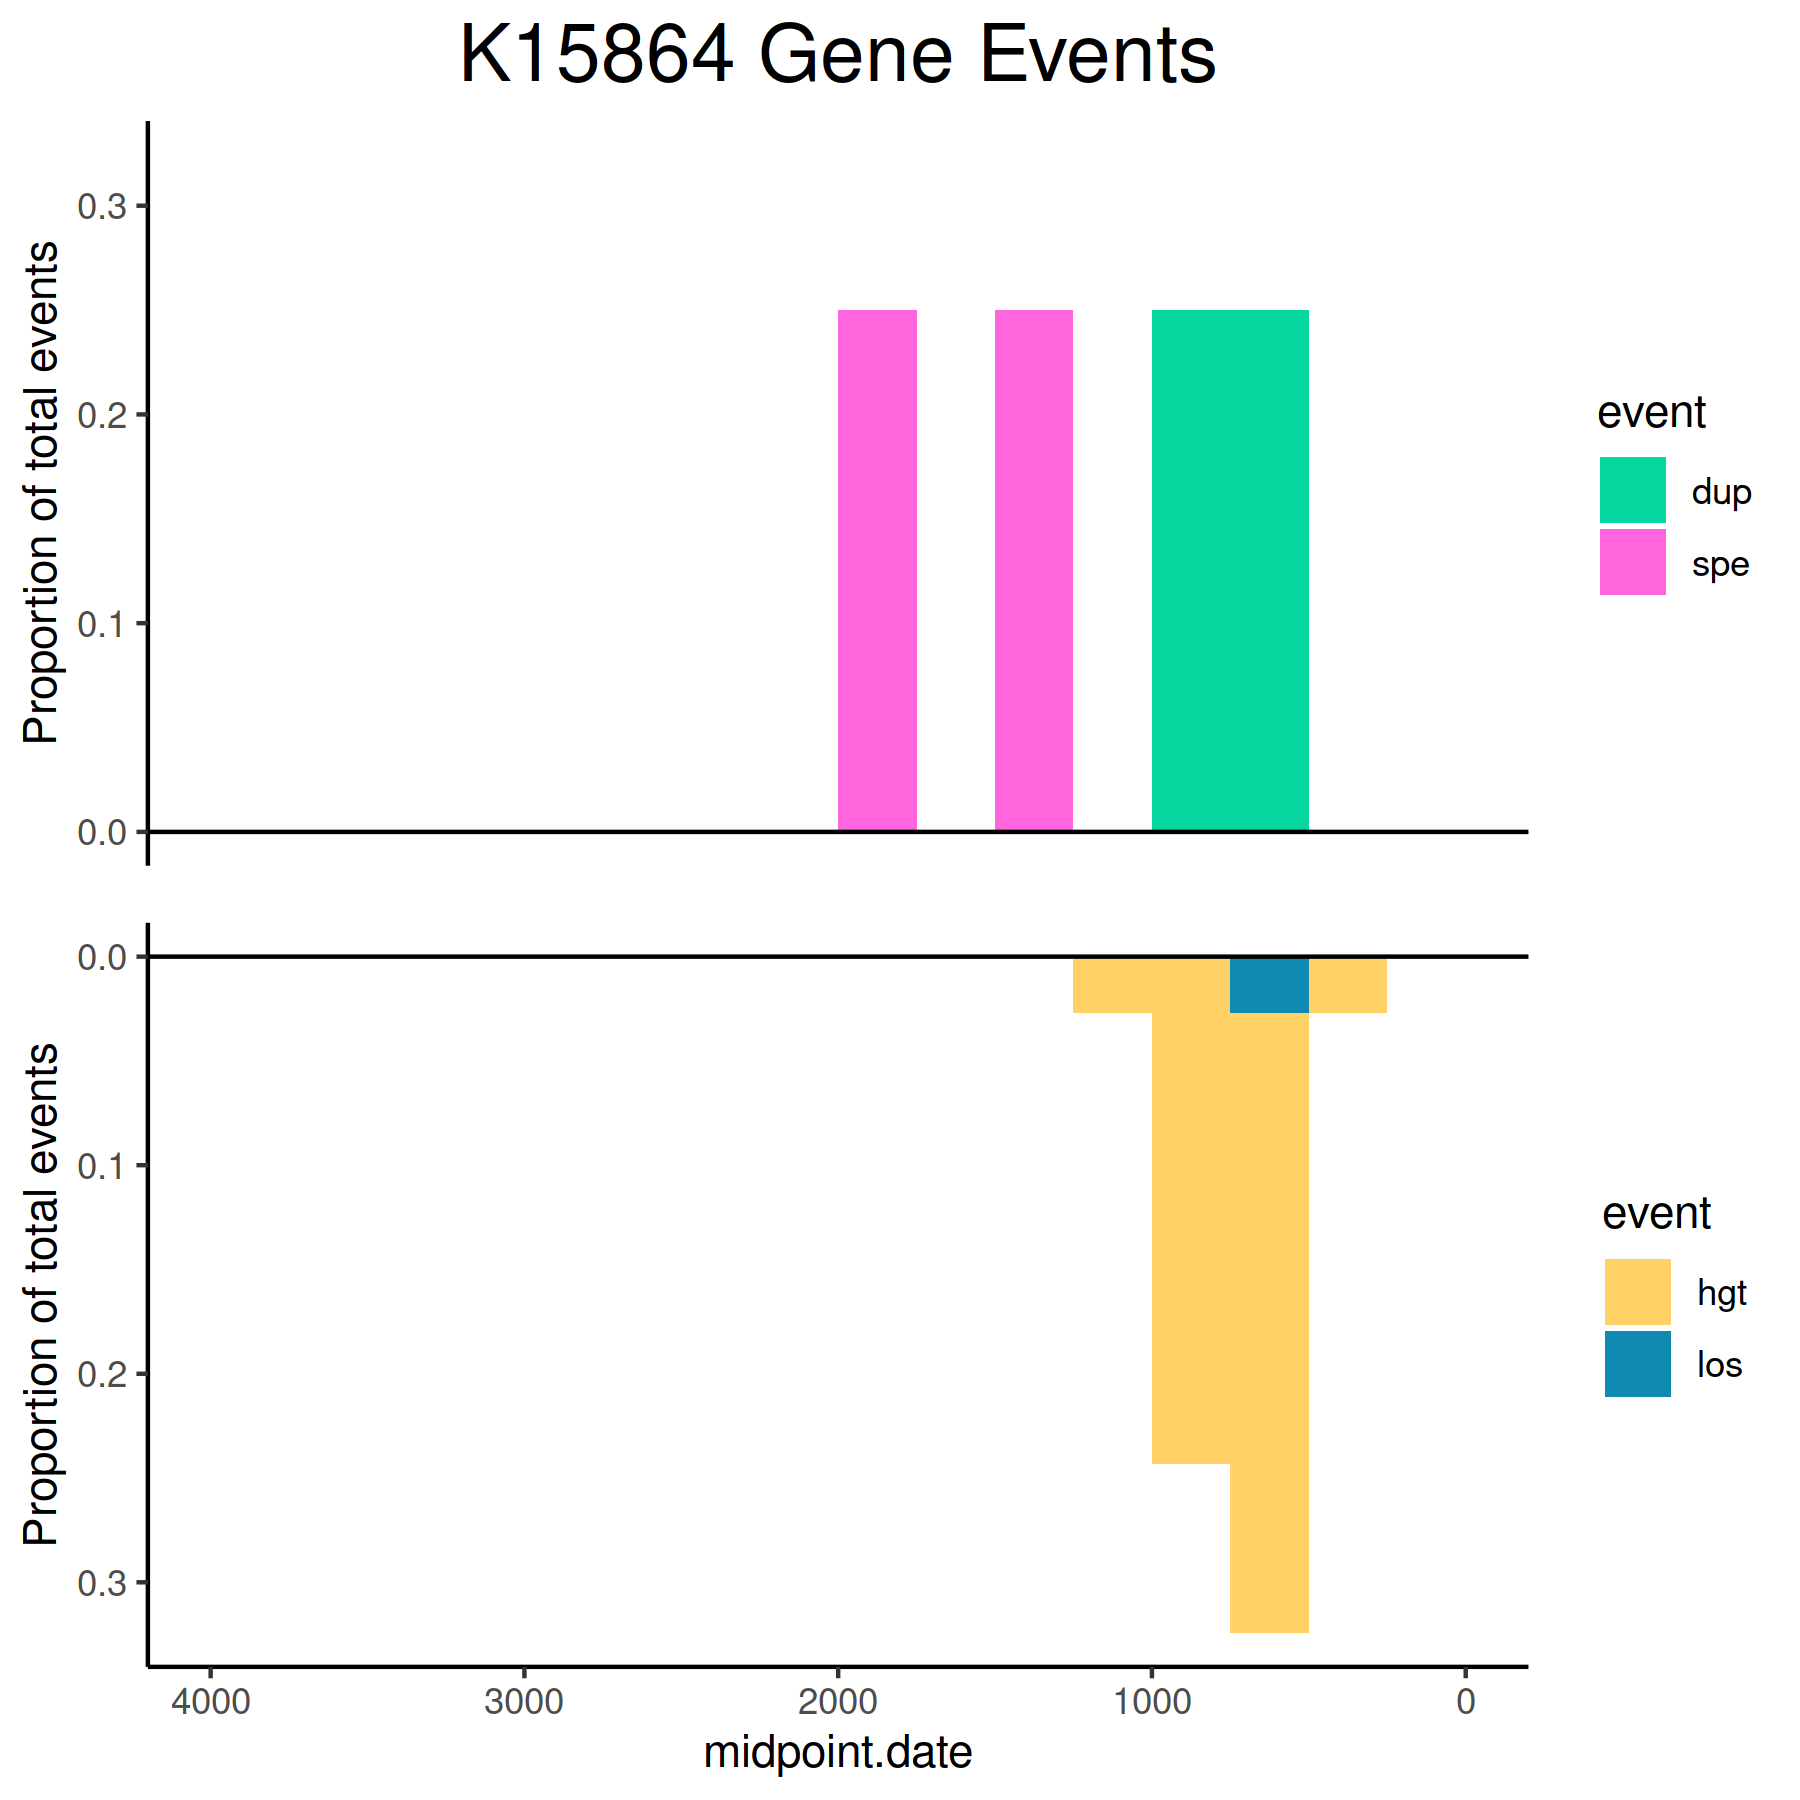 K15864 Gene Events
Proportion of total events
0.3
0.2
0.1
0.0
event
dup
spe
Proportion of total events
0.0
0.1
0.2
0.3
event
hgt
los
4000 3000 2000 1000 0
midpoint.date